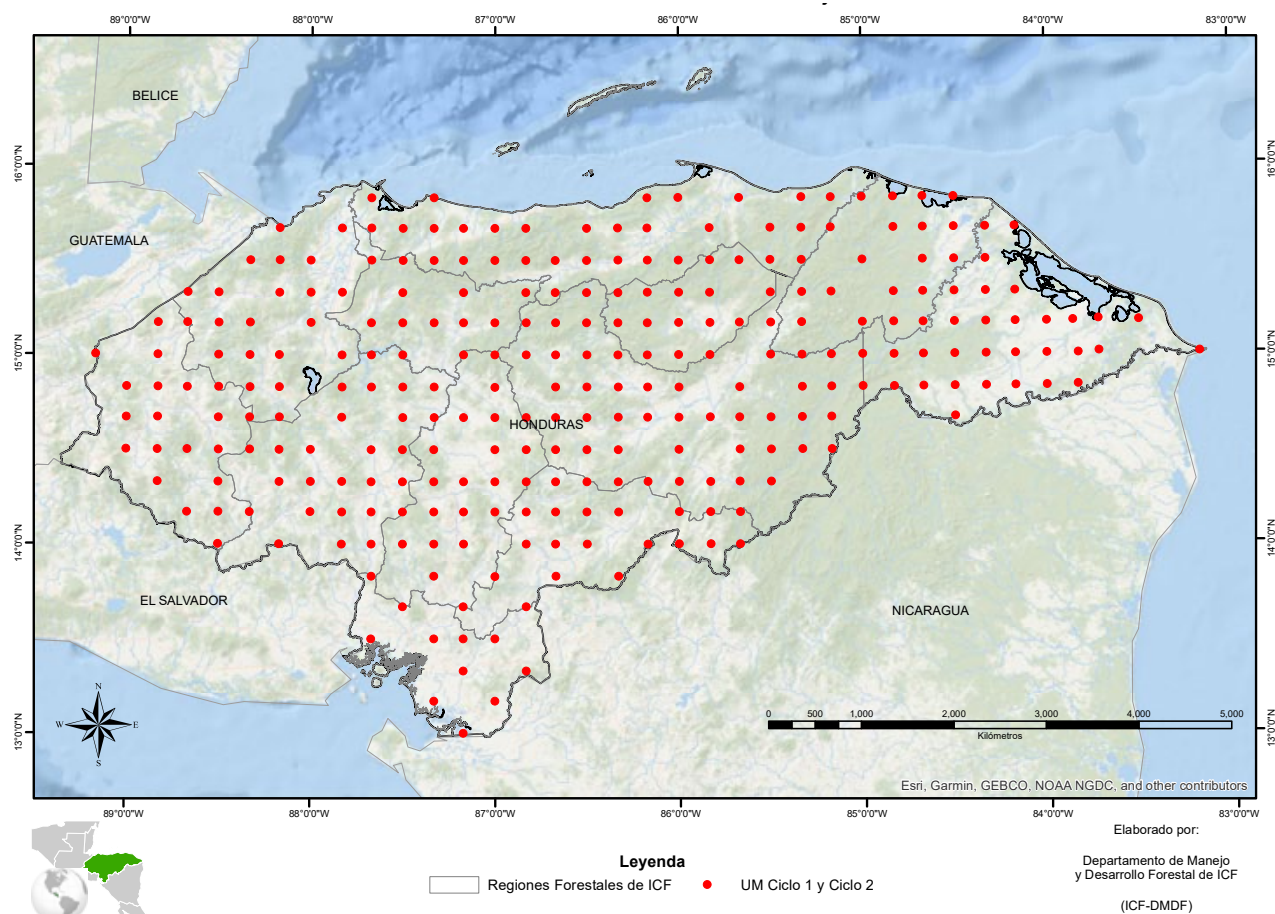 88°0'0"W
87°0'0"W
86°0'0"W
85°0'0"W
84°0'0"W
83°0'0"W
BELICE
16°0'0"N
16°0'0"N
GUATEMALA
15°0'0"N
15°0'0"N
HONDURAS
14°0'0"N
14°0'0"N
EL SALVADOR
NICARAGUA
N
W
E
S
0
500
1,000
2,000
3,000
4,000
5,000
Kilómetros
13°0'0"N
13°0'0"N
Esri, Garmin, GEBCO, NOAA NGDC, and other contributors
89°0'0"W
88°0'0"W
87°0'0"W
86°0'0"W
85°0'0"W
84°0'0"W
83°0'0"W
Elaborado por:
Leyenda
Departamento de Manejo
y Desarrollo Forestal de ICF
Regiones Forestales de ICF
UM Ciclo 1 y Ciclo 2
(ICF-DMDF)